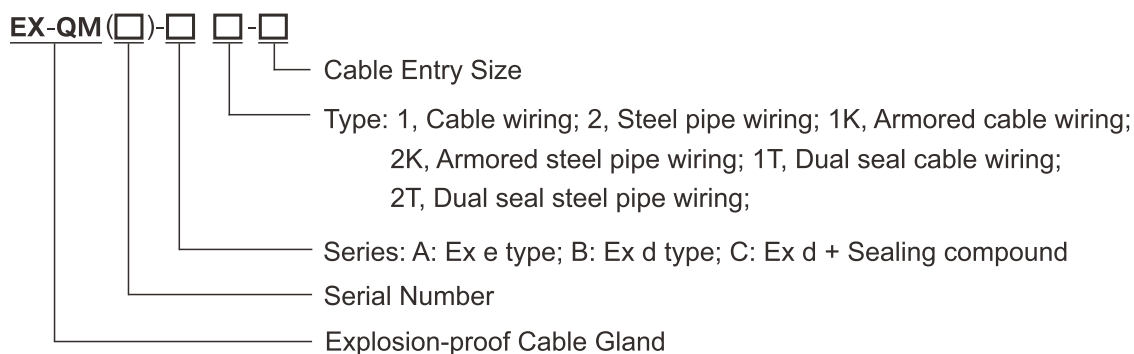 EX-QM(□)-□ □-□
Cable Entry Size
Type: 1, Cable wiring; 2, Steel pipe wiring; 1K, Armored cable wiring;
2K, Armored steel pipe wiring; 1T, Dual seal cable wiring;
2T, Dual seal steel pipe wiring;
Series: A: Ex e type; B: Ex d type; C: Ex d + Sealing compound
Serial Number
Explosion-proof Cable Gland